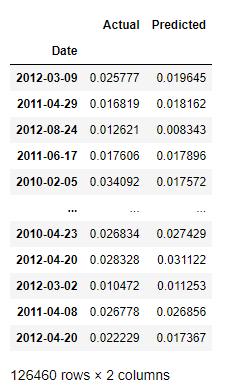 Actual Predicted
Date
2012-03-09 0.025777 0.019645
2011-04-29 0.016819 0.018162
2012-08-24 0.012621 0.008343
2011-06-17 0.017606 0.017896
2010-02-05 0.034092 0.017572
... ... ...
2010-04-23 0.026834 0.027429
2012-04-20 0.028328 0.031122
2012-03-02 0.010472 0.011253
2011-04-08 0.026778 0.026856
2012-04-20 0.022229 0.017367
126460 rows × 2 columns